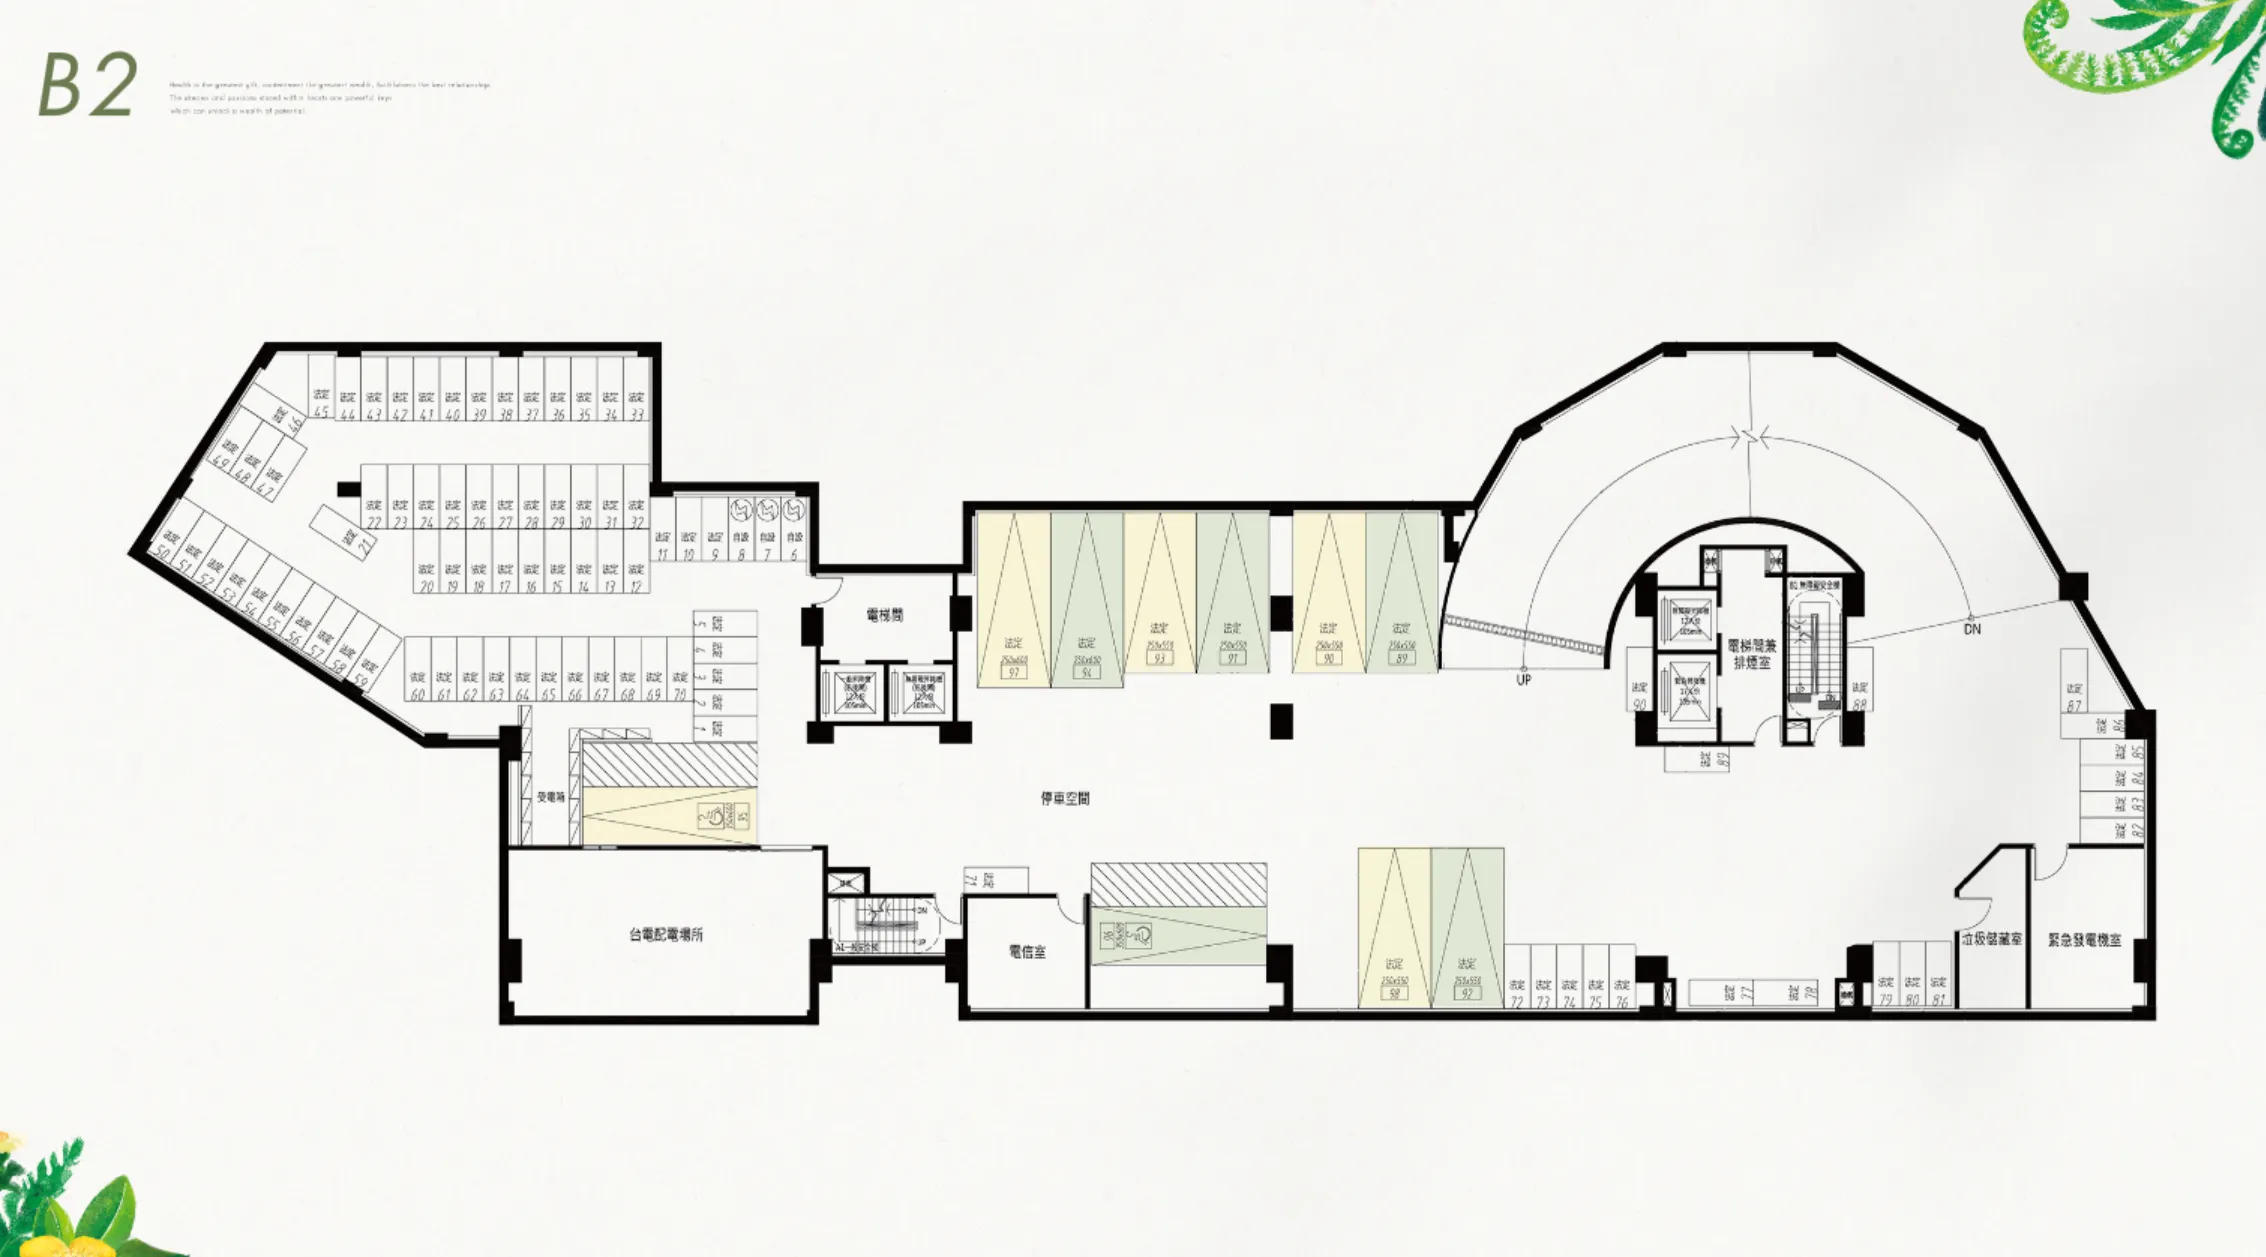 B2
Health is the greatest gift, contentment the greatest wealth, faithfulness the best relationship.
The desires and passions stored within hearts are powerful keys
which can unlock a wealth of potential.
法定 45
法定 44
法定 43
法定 42
法定 41
法定 40
法定 39
法定 38
法定 37
法定 36
法定 35
法定 34
法定 33
法定 46
法定 49
法定 48
法定 47
法定 22
法定 23
法定 24
法定 25
法定 26
法定 27
法定 28
法定 29
法定 30
法定 31
法定 32
法定 21
法定 11
法定 10
法定 9
自設 8
自設 7
自設 6
法定 20
法定 19
法定 18
法定 17
法定 16
法定 15
法定 14
法定 13
法定 12
法定 50
法定 51
法定 52
法定 53
法定 54
法定 55
法定 56
法定 57
法定 58
法定 59
法定 60
法定 61
法定 62
法定 63
法定 64
法定 65
法定 66
法定 67
法定 68
法定 69
法定 70
法定 5
法定 4
法定 3
法定 2
法定 1
電梯間
法定 250x600 97
法定 250x600 94
法定 250x550 93
法定 250x550 91
法定 250x550 90
法定 250x550 89
UP
DN
電梯間兼
排煙室
UP
DN
法定 90
法定 88
法定 89
法定 87
法定 86
法定 85
法定 84
法定 83
法定 82
受電箱
95
停車空間
台電配電場所
DN
UP
法定 71
電信室
96
法定 250x550 98
法定 250x550 92
法定 72
法定 73
法定 74
法定 75
法定 76
法定 77
法定 78
法定 79
法定 80
法定 81
垃圾儲藏室
緊急發電機室